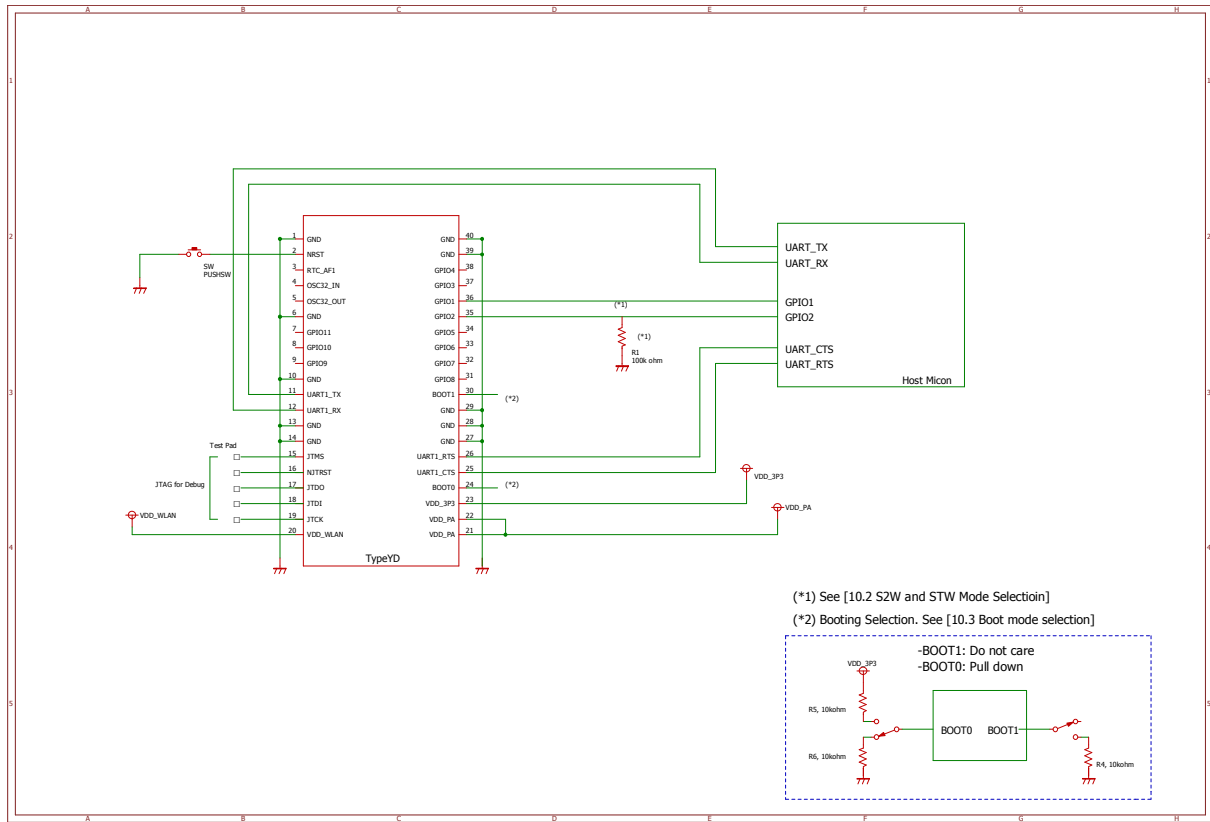 A B C D E F G H
1
1
2
2
3
3
4
4
5
5
1 GND
2 NRST
3 RTC_AF1
4 OSC32_IN
5 OSC32_OUT
6 GND
7 GPIO11
8 GPIO10
9 GPIO9
10 GND
11 UART1_TX
12 UART1_RX
13 GND
14 GND
15 JTMS
16 NJTRST
17 JTDO
18 JTDI
19 JTCK
20 VDD_WLAN
GND 40
GND 39
GPIO4 38
GPIO3 37
GPIO1 36
GPIO2 35
GPIO5 34
GPIO6 33
GPIO7 32
GPIO8 31
BOOT1 30
GND 29
GND 28
GND 27
UART1_RTS 26
UART1_CTS 25
BOOT0 24
VDD_3P3 23
VDD_PA 22
VDD_PA 21
TypeYD
SW
PUSHSW
Test Pad
JTAG for Debug
VDD_WLAN
(*1)
(*1)
R1
100k ohm
(*2)
(*2)
VDD_3P3
VDD_PA
UART_TX
UART_RX
GPIO1
GPIO2
UART_CTS
UART_RTS
Host Micon
(*1) See [10.2 S2W and STW Mode Selectioin]
(*2) Booting Selection. See [10.3 Boot mode selection]
-BOOT1: Do not care
-BOOT0: Pull down
VDD_3P3
R5, 10kohm
R6, 10kohm
BOOT0 BOOT1
R4, 10kohm
A B C D E F G H